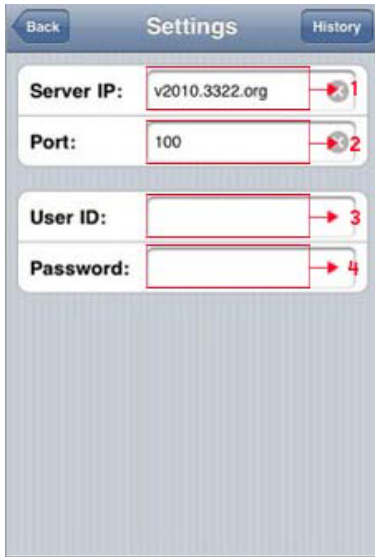 Back Settings History
Server IP: v2010.3322.org 1
Port: 100 2
User ID: 3
Password: 4